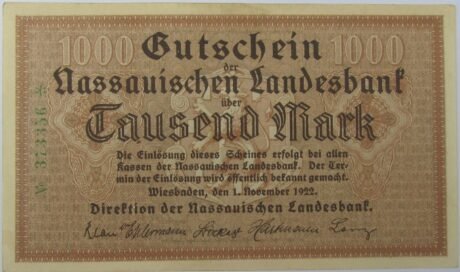 1000 Gutschein 1000
der
Nassauischen Landesbank
über
Tausend Mark
Die Einlösung dieses Scheines erfolgt bei allen
Kassen der Nassauischen Landesbank. Der Ter-
min der Einlösung wird öffentlich bekannt gemacht.
Wiesbaden, den 1. November 1922.
Direktion der Nassauischen Landesbank.